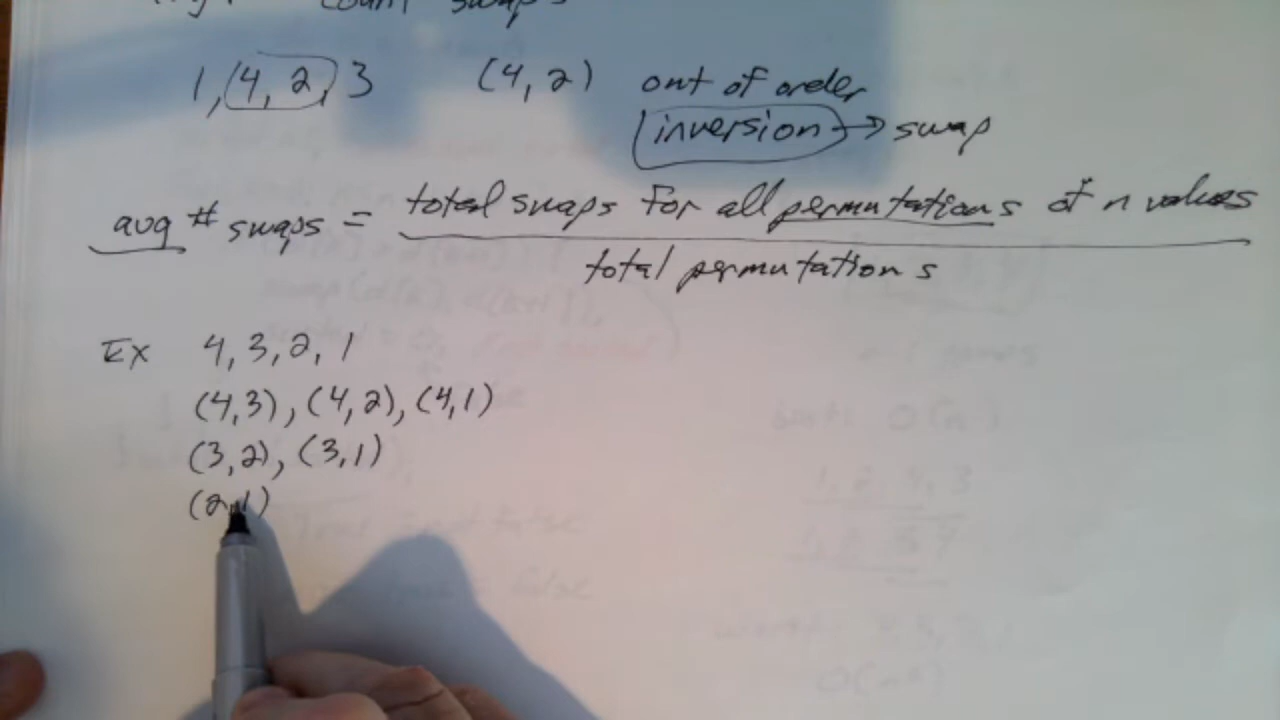 count swaps
1, (4, 2), 3 (4, 2) out of order
inversion → swap
avg # swaps = total swaps for all permutations of n values
total permutations
Ex 4, 3, 2, 1
(4,3), (4,2), (4,1)
(3,2), (3,1)
(2,1)